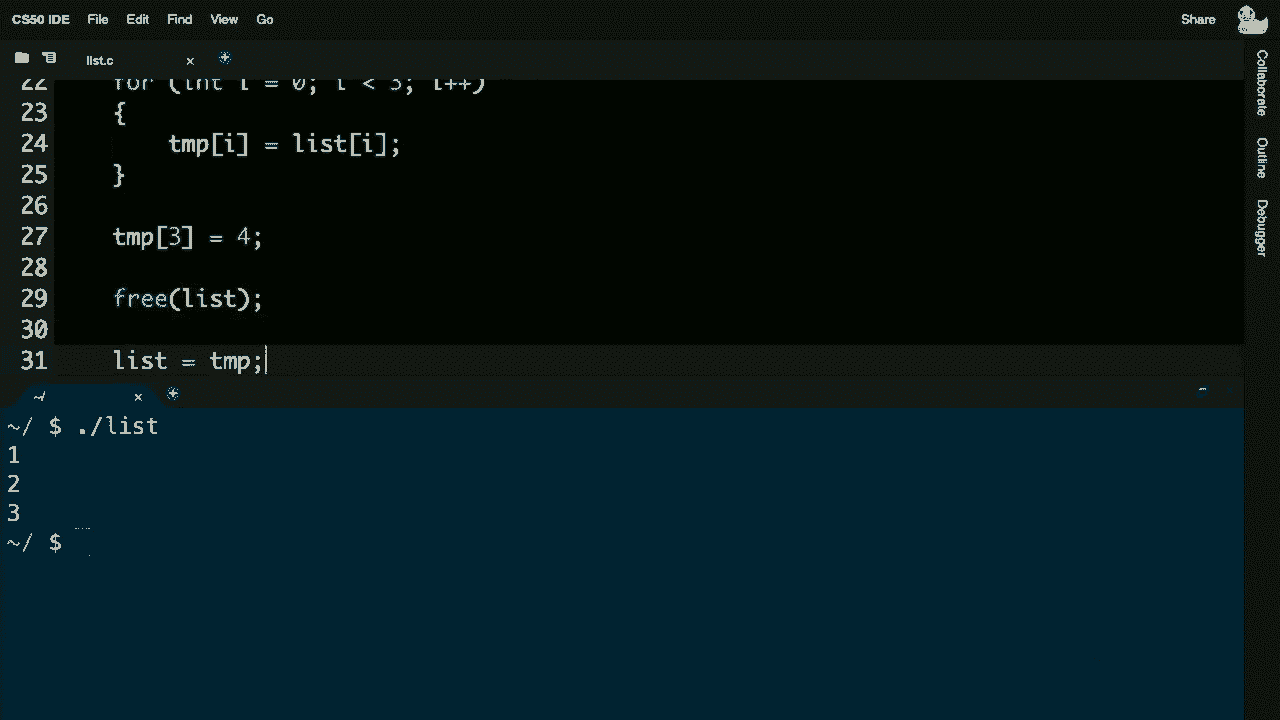 CS50 IDE File Edit Find View Go Share
list.c
22 for (int i = 0; i < 3; i++)
23 {
24 tmp[i] = list[i];
25 }
26
27 tmp[3] = 4;
28
29 free(list);
30
31 list = tmp;
Collaborate
Outline
Debugger
~/ $ ./list
1
2
3
~/ $